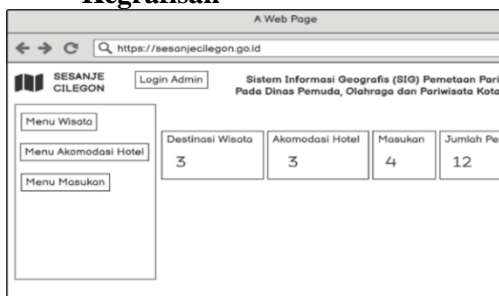 Kegrafisan
A Web Page
https://sesanjecilegon.go.id
SESANJE
CILEGON
Login Admin
Sistem Informasi Geografis (SIG) Pemetaan Pari
Pada Dinas Pemuda, Olahraga dan Pariwisata Kota
Menu Wisata
Menu Akomodasi Hotel
Menu Masukan
Destinasi Wisata
3
Akomodasi Hotel
3
Masukan
4
Jumlah Pe
12